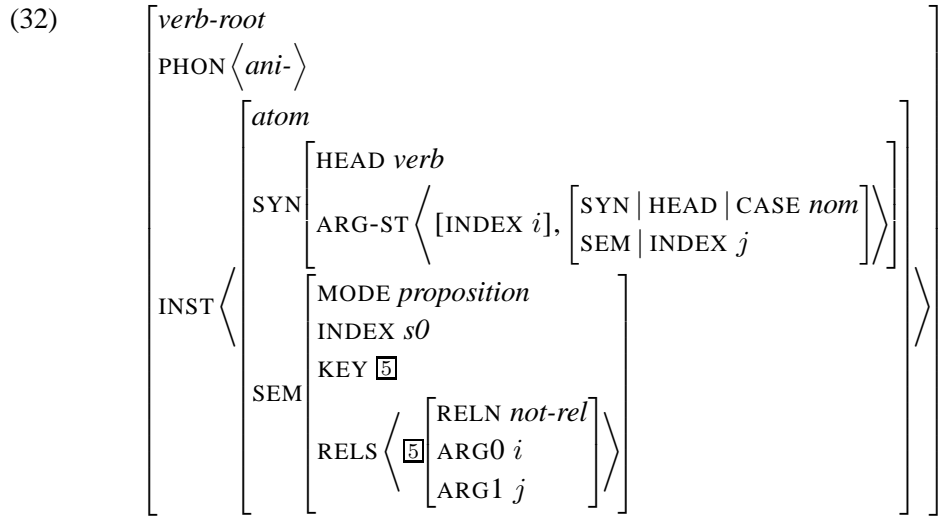 (32)
verb-root
PHON ⟨ani-⟩
atom
HEAD verb
SYN
ARG-ST ⟨[INDEX i], [SYN | HEAD | CASE nom
SEM | INDEX j]⟩
INST
MODE proposition
INDEX s0
KEY 5
SEM
RELN not-rel
RELS ⟨5 ARG0 i⟩
ARG1 j